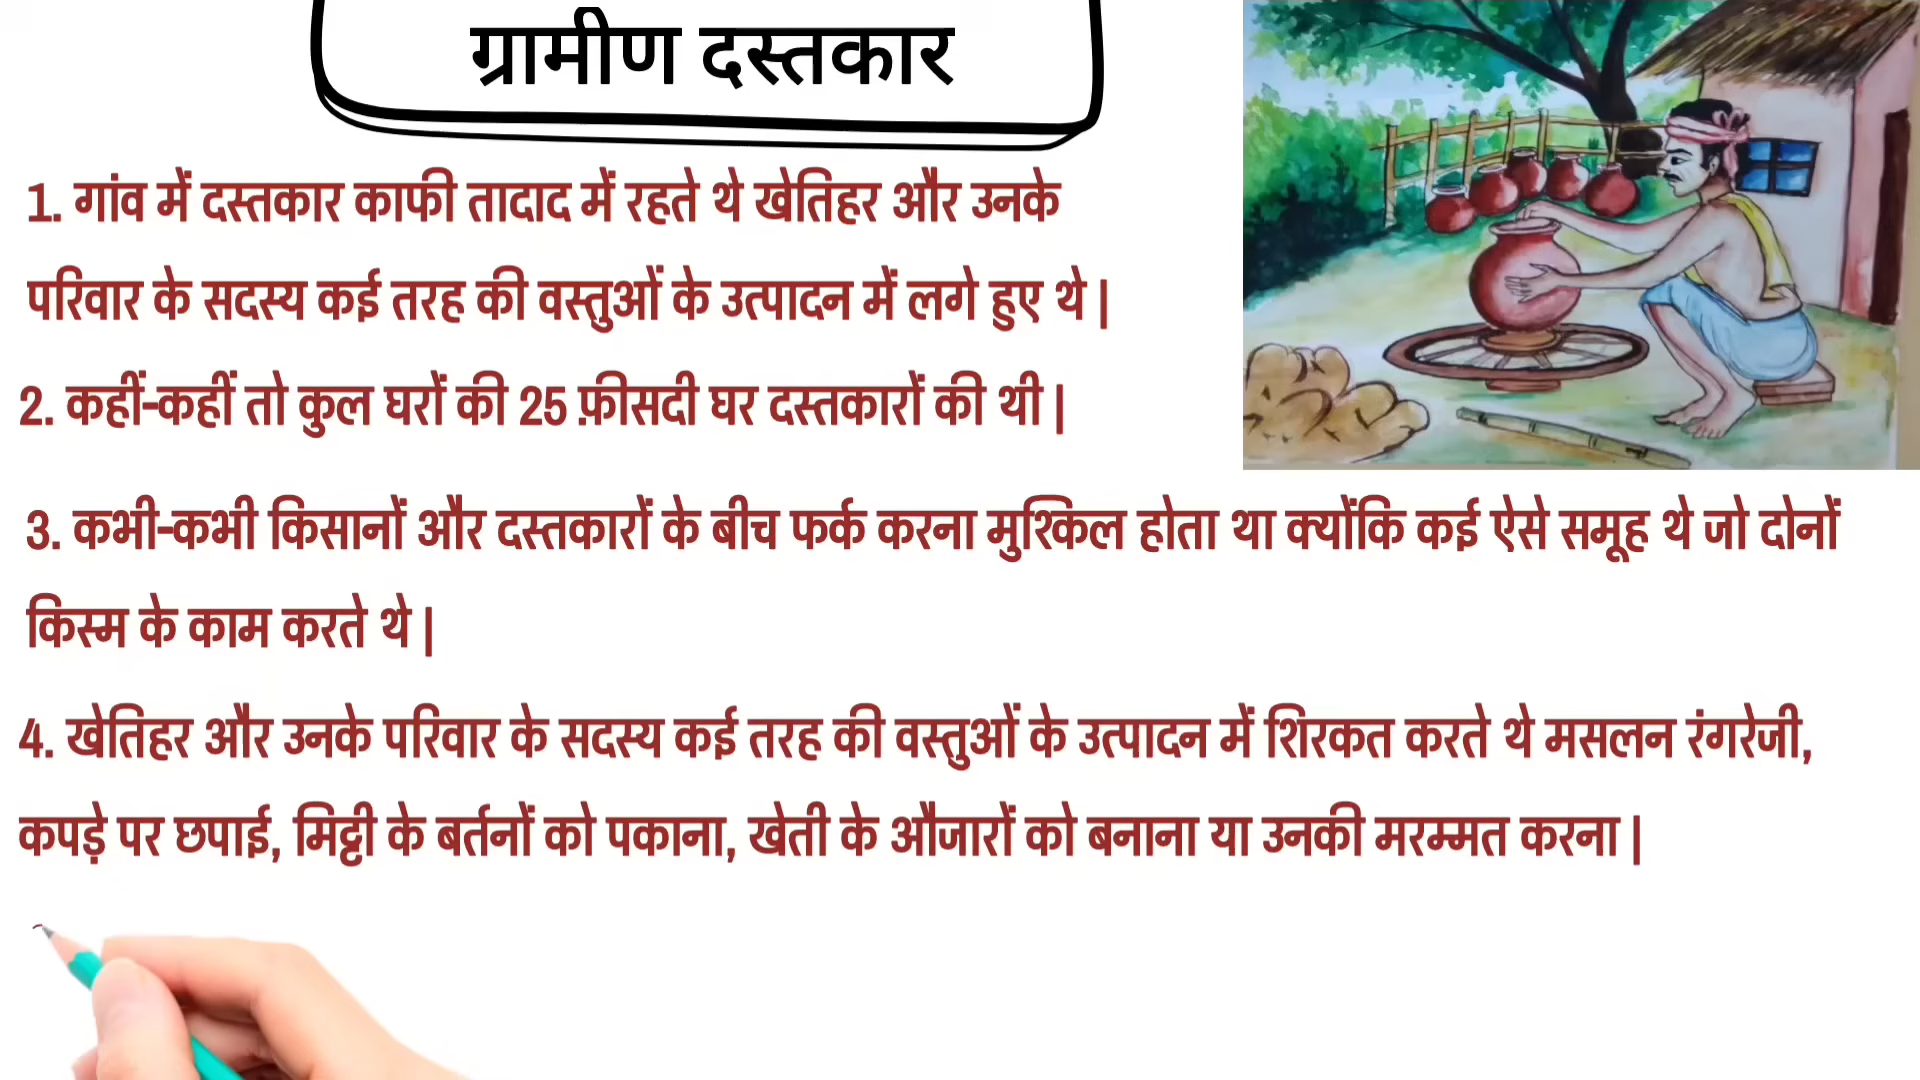 ग्रामीण दस्तकार
1. गांव में दस्तकार काफी तादाद में रहते थे खेतिहर और उनके
परिवार के सदस्य कई तरह की वस्तुओं के उत्पादन में लगे हुए थे |
2. कहीं-कहीं तो कुल घरों की 25 फ़ीसदी घर दस्तकारों की थी |
3. कभी-कभी किसानों और दस्तकारों के बीच फर्क करना मुश्किल होता था क्योंकि कई ऐसे समूह थे जो दोनों
किस्म के काम करते थे |
4. खेतिहर और उनके परिवार के सदस्य कई तरह की वस्तुओं के उत्पादन में शिरकत करते थे मसलन रंगरेजी,
कपड़े पर छपाई, मिट्टी के बर्तनों को पकाना, खेती के औजारों को बनाना या उनकी मरम्मत करना |